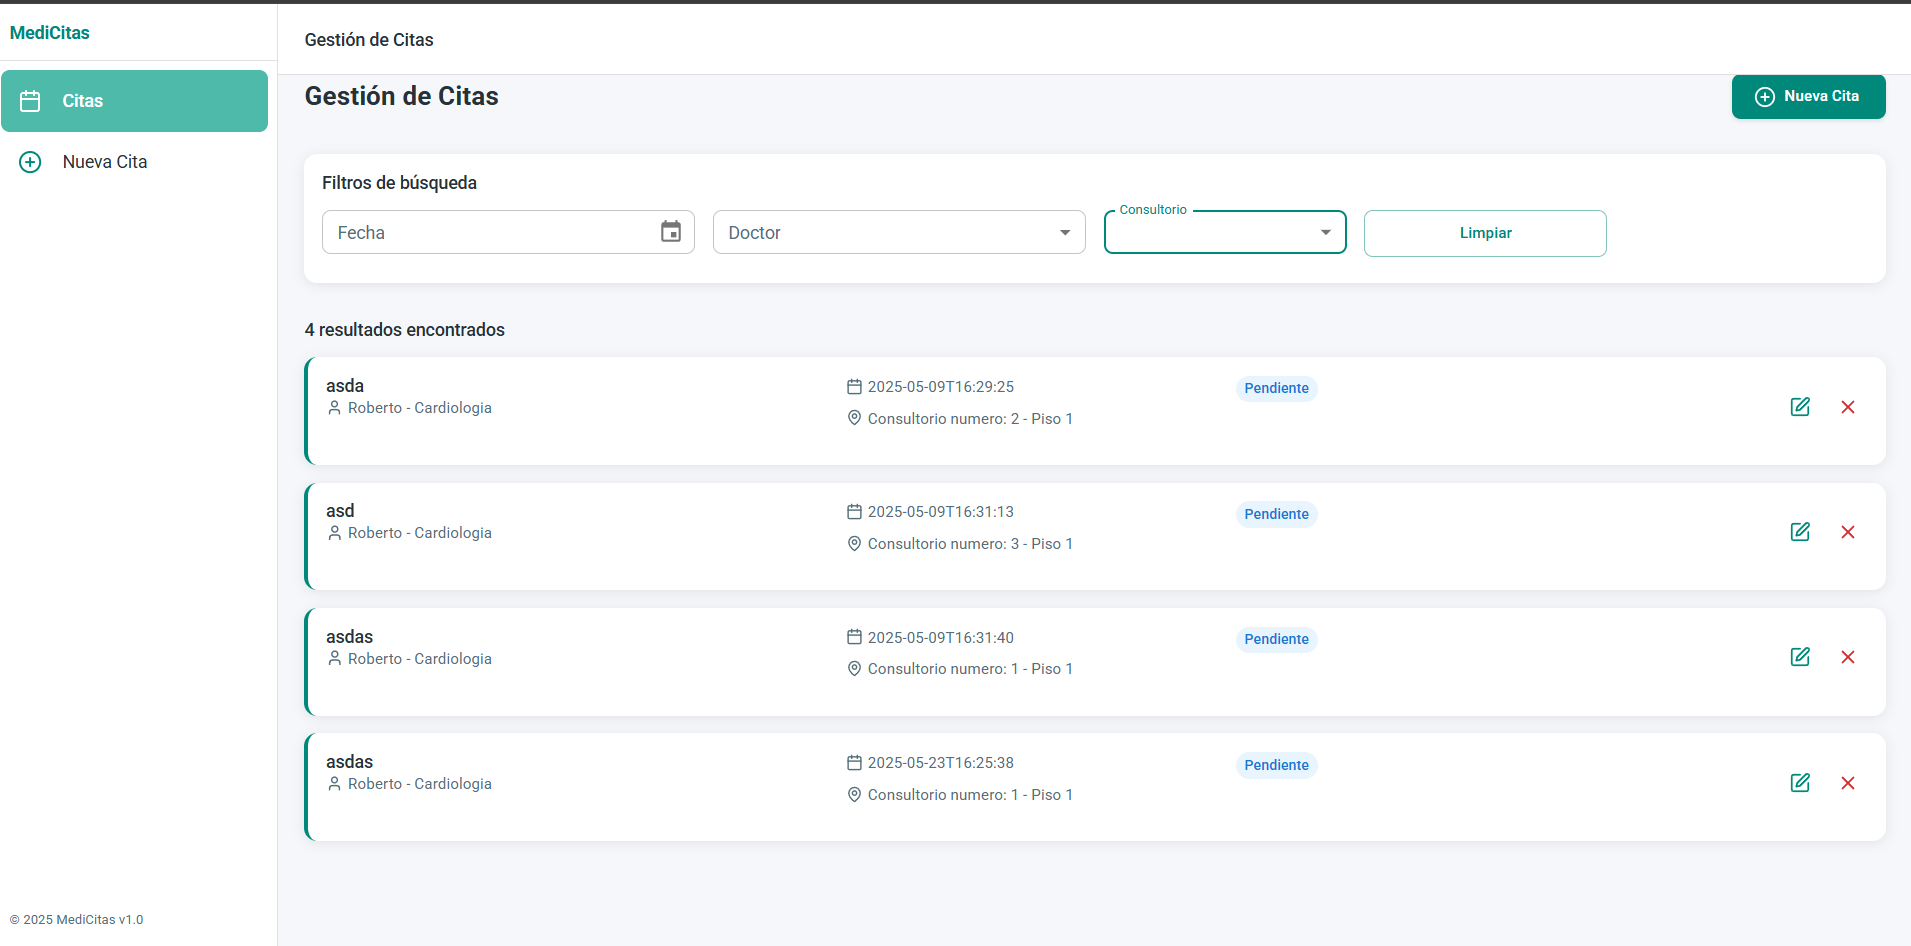 MediCitas
Citas
Nueva Cita
© 2025 MediCitas v1.0
Gestión de Citas
Gestión de Citas
Nueva Cita
Filtros de búsqueda
Fecha
Doctor
Consultorio
Limpiar
4 resultados encontrados
asda
Roberto - Cardiologia
2025-05-09T16:29:25
Consultorio numero: 2 - Piso 1
Pendiente
asd
Roberto - Cardiologia
2025-05-09T16:31:13
Consultorio numero: 3 - Piso 1
Pendiente
asdas
Roberto - Cardiologia
2025-05-09T16:31:40
Consultorio numero: 1 - Piso 1
Pendiente
asdas
Roberto - Cardiologia
2025-05-23T16:25:38
Consultorio numero: 1 - Piso 1
Pendiente